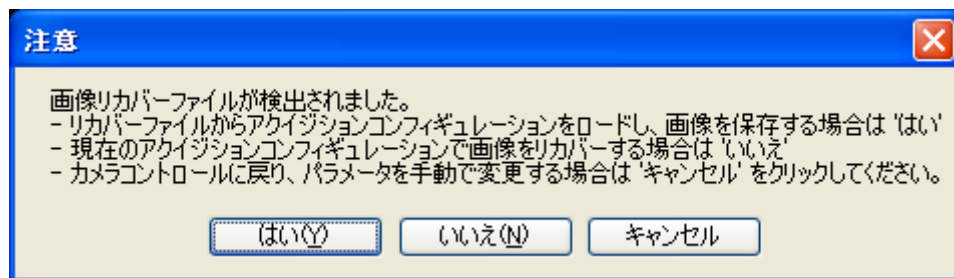 注意
画像リカバーファイルが検出されました。
- リカバーファイルからアクイジションコンフィギュレーションをロードし、画像を保存する場合は 'はい'
- 現在のアクイジションコンフィギュレーションで画像をリカバーする場合は 'いいえ'
- カメラコントロールに戻り、パラメータを手動で変更する場合は 'キャンセル' をクリックしてください。
はい(Y) いいえ(N) キャンセル